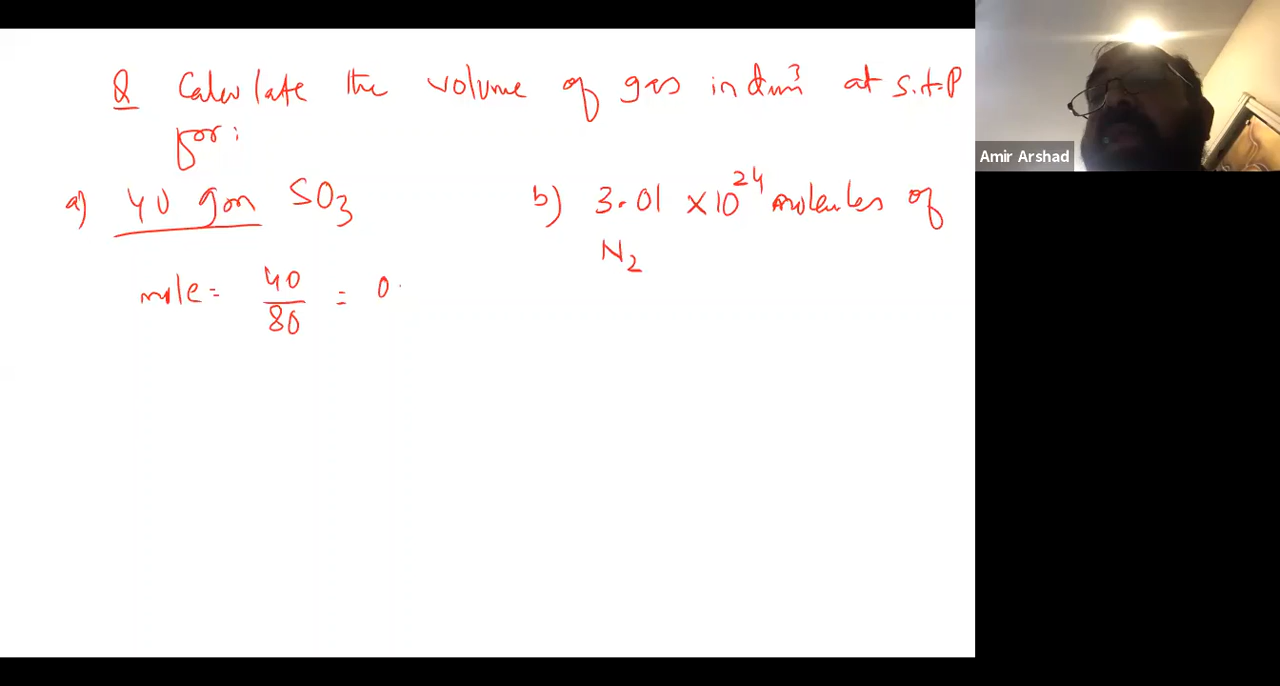 Q Calculate the volume of gas in dm³ at s.t.P
for:
a) 40 gm SO₃
b) 3.01 × 10²⁴ molecules of
N₂
mole = 40/80 = 0.
Amir Arshad